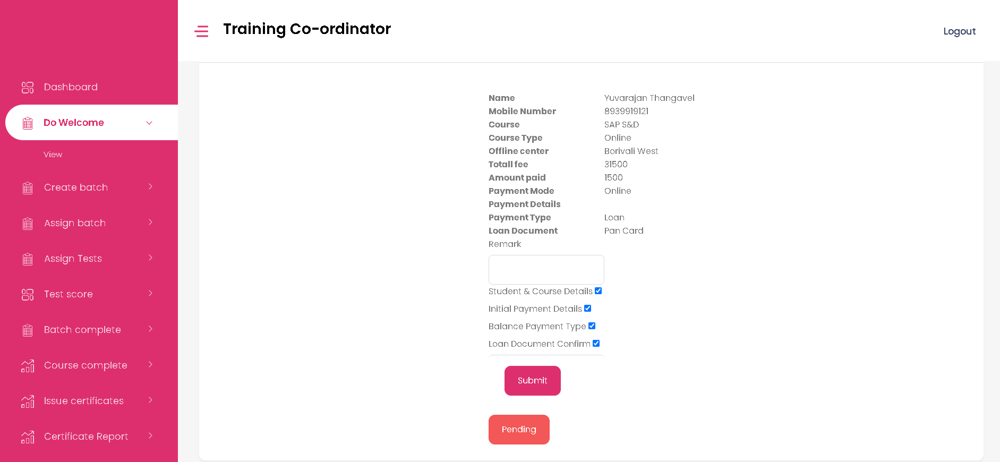 Training Co-ordinator
Logout
Dashboard
Do Welcome
View
Create batch
Assign batch
Assign Tests
Test score
Batch complete
Course complete
Issue certificates
Certificate Report
Name Yuvarajan Thangavel
Mobile Number 8939919121
Course SAP S&D
Course Type Online
Offline center Borivali West
Totall fee 31500
Amount paid 1500
Payment Mode Online
Payment Details
Payment Type Loan
Loan Document Pan Card
Remark
Student & Course Details
Initial Payment Details
Balance Payment Type
Loan Document Confirm
Submit
Pending